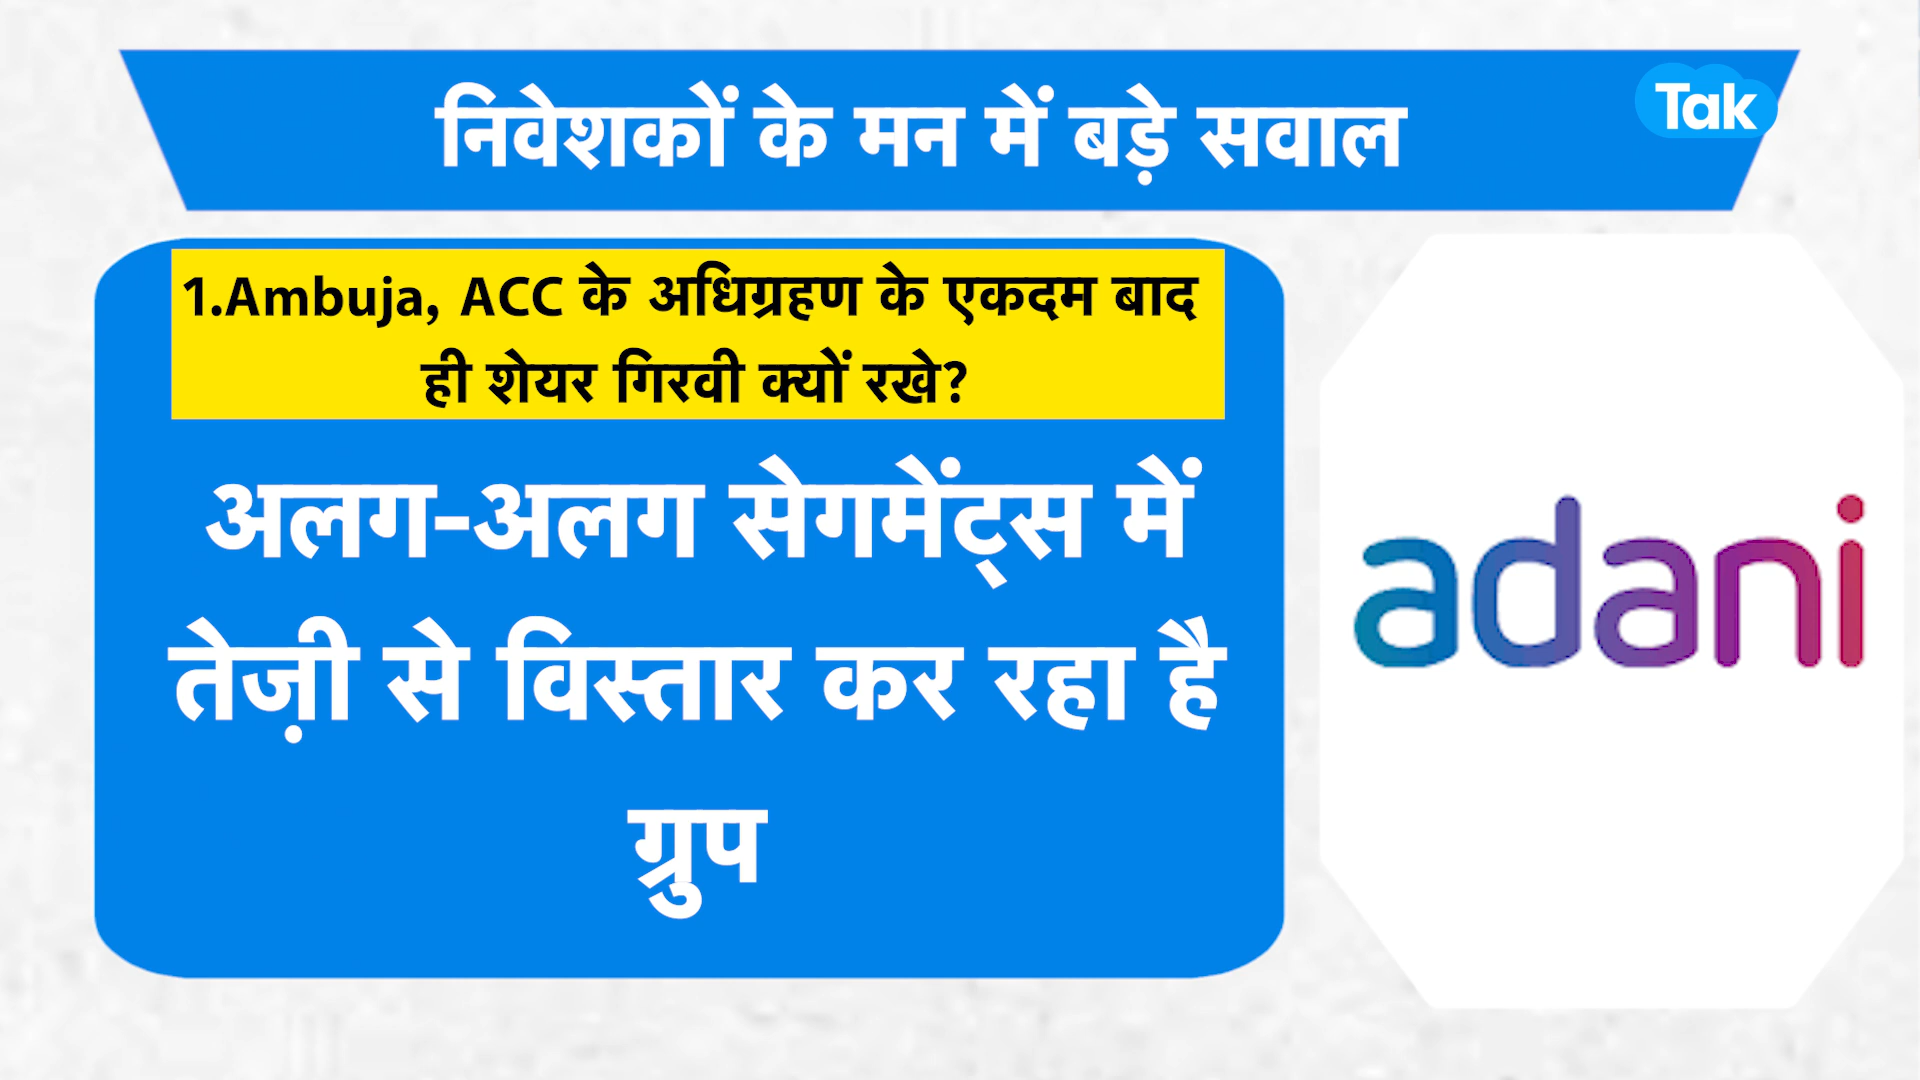 निवेशकों के मन में बड़े सवाल
Tak
1.Ambuja, ACC के अधिग्रहण के एकदम बाद
ही शेयर गिरवी क्यों रखे?
अलग-अलग सेगमेंट्स में
तेज़ी से विस्तार कर रहा है
ग्रुप
adani